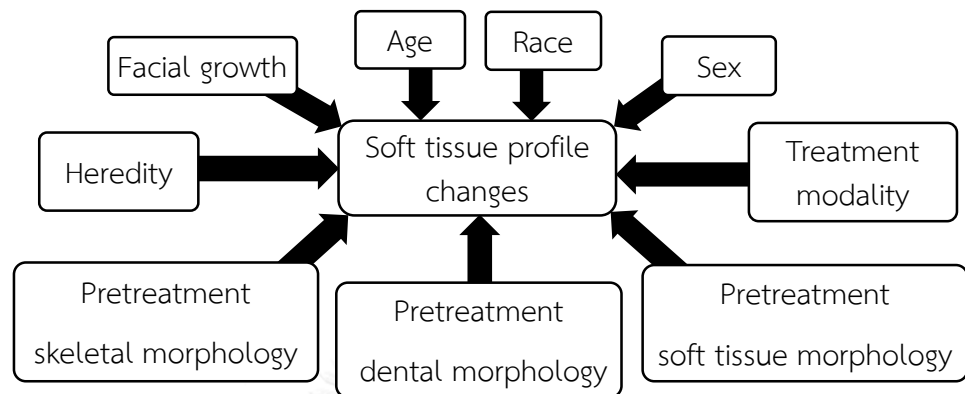 Age
Race
Facial growth
Sex
Soft tissue profile
changes
Heredity
Treatment
modality
Pretreatment
skeletal morphology
Pretreatment
dental morphology
Pretreatment
soft tissue morphology